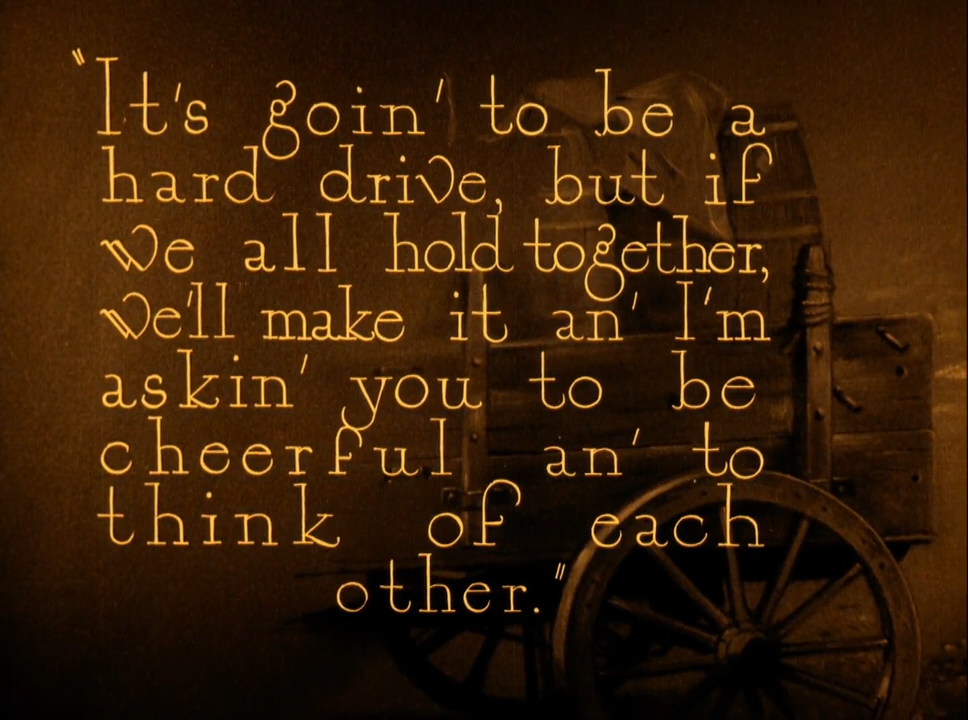 "It's goin' to be a
hard drive, but if
we all hold together,
we'll make it an' I'm
askin' you to be
cheerful an' to
think of each
other."